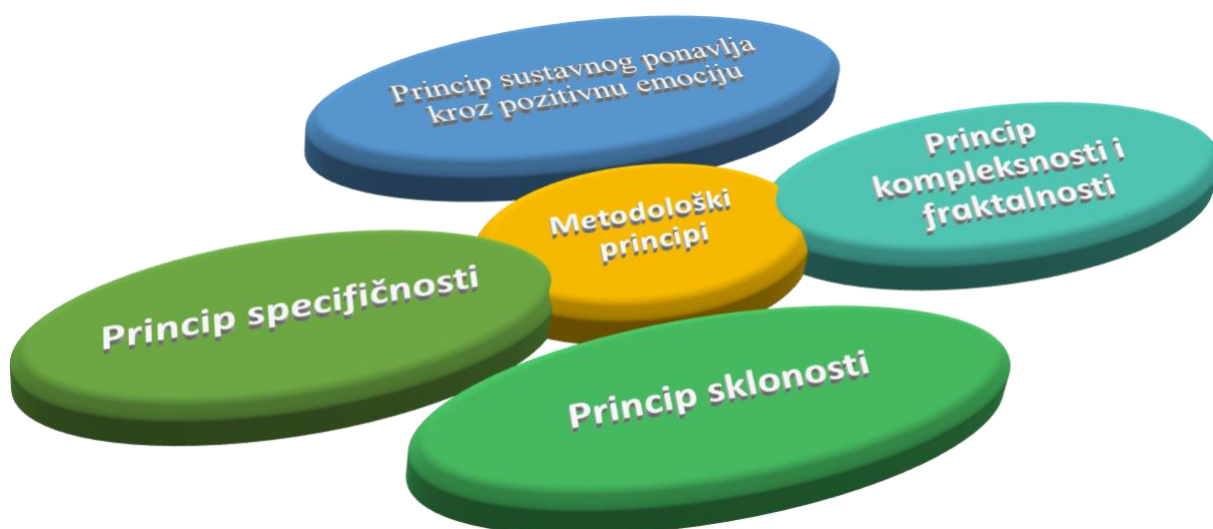 Princip sustavnog ponavlja
kroz pozitivnu emociju
Princip
kompleksnosti i
fraktalnosti
Metodološki
principi
Princip specifičnosti
Princip sklonosti